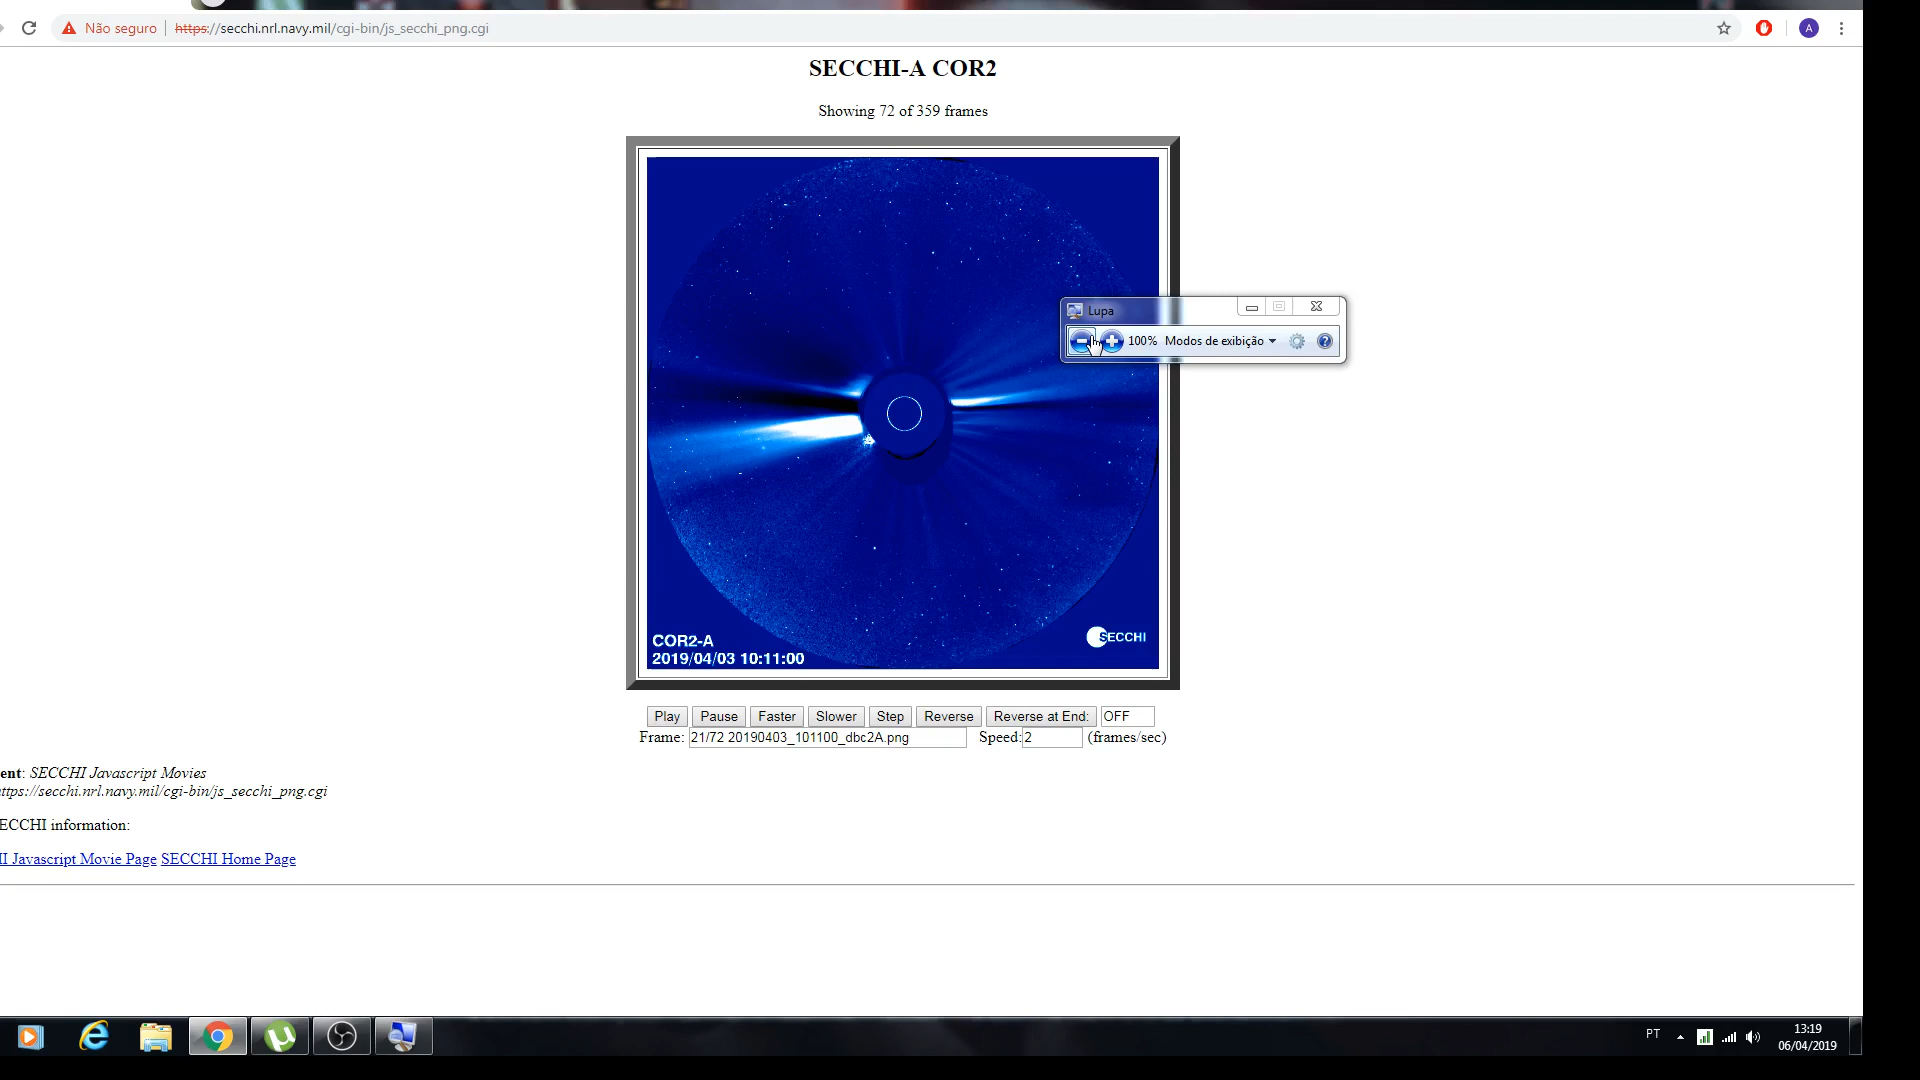 Não seguro https://secchi.nrl.navy.mil/cgi-bin/js_secchi_png.cgi A
SECCHI-A COR2
Showing 72 of 359 frames
Lupa
100% Modos de exibição
COR2-A
SECCHI
2019/04/03 10:11:00
Play Pause Faster Slower Step Reverse Reverse at End: OFF
Frame: 21/72 20190403_101100_dbc2A.png Speed: 2 (frames/sec)
ent: SECCHI Javascript Movies
ttps://secchi.nrl.navy.mil/cgi-bin/js_secchi_png.cgi
ECCHI information:
II Javascript Movie Page SECCHI Home Page
PT 13:19
06/04/2019